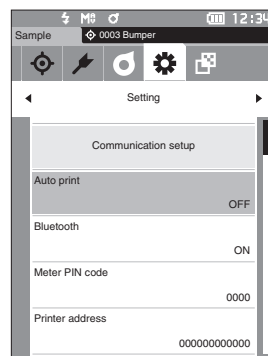 12:34
Sample
0003 Bumper
Setting
Communication setup
Auto print
OFF
Bluetooth
ON
Meter PIN code
0000
Printer address
000000000000